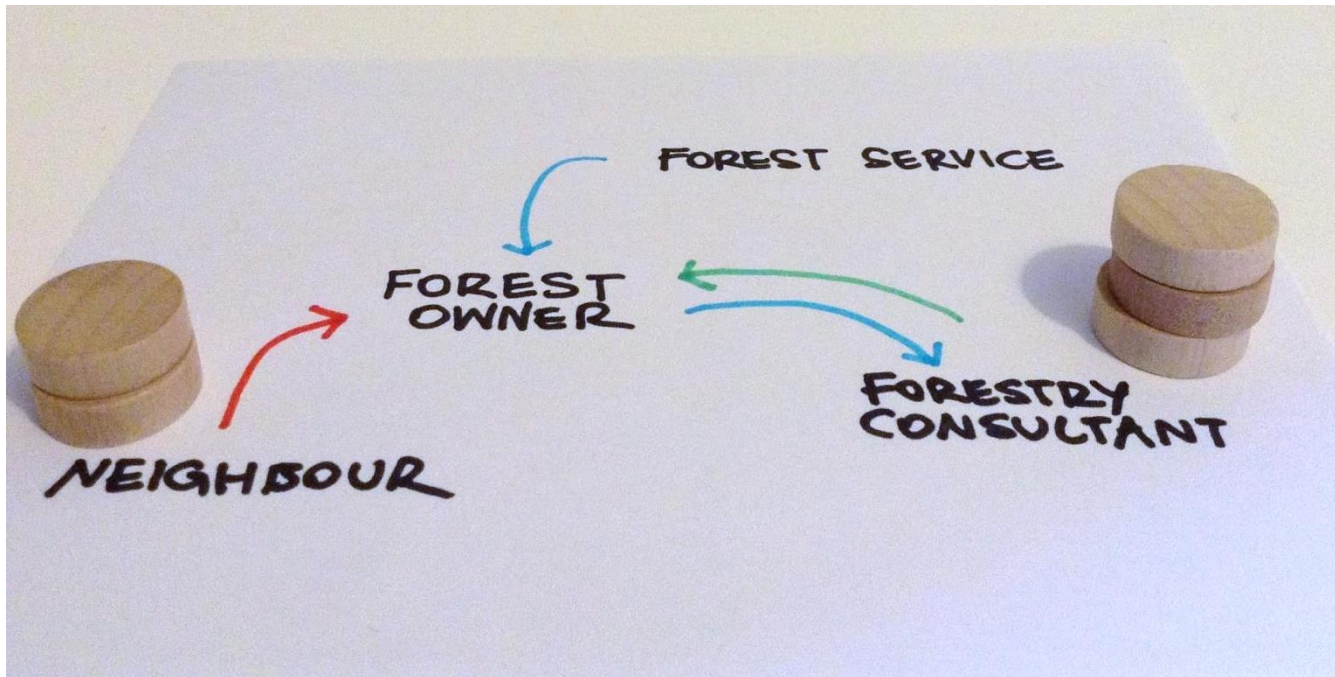 FOREST SERVICE
FOREST
OWNER
FORESTRY
CONSULTANT
NEIGHBOUR